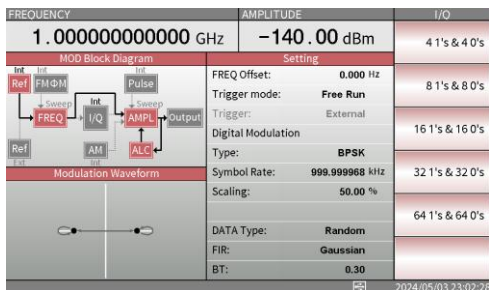 FREQUENCY
AMPLITUDE
I/Q
1.000000000000 GHz
-140.00 dBm
MOD Block Diagram
Int
Int
Int
Ref
FMΦM
Pulse
Sweep
Int
Sweep
FREQ
I/Q
AMPL
Output
Ref
AM
ALC
Ext
Int
Modulation Waveform
Setting
FREQ Offset: 0.000 Hz
Trigger mode: Free Run
Trigger: External
Digital Modulation
Type: BPSK
Symbol Rate: 999.999968 kHz
Scaling: 50.00 %
DATA Type: Random
FIR: Gaussian
BT: 0.30
4 1's & 4 0's
8 1's & 8 0's
16 1's & 16 0's
32 1's & 32 0's
64 1's & 64 0's
2024/05/03 23:02:28